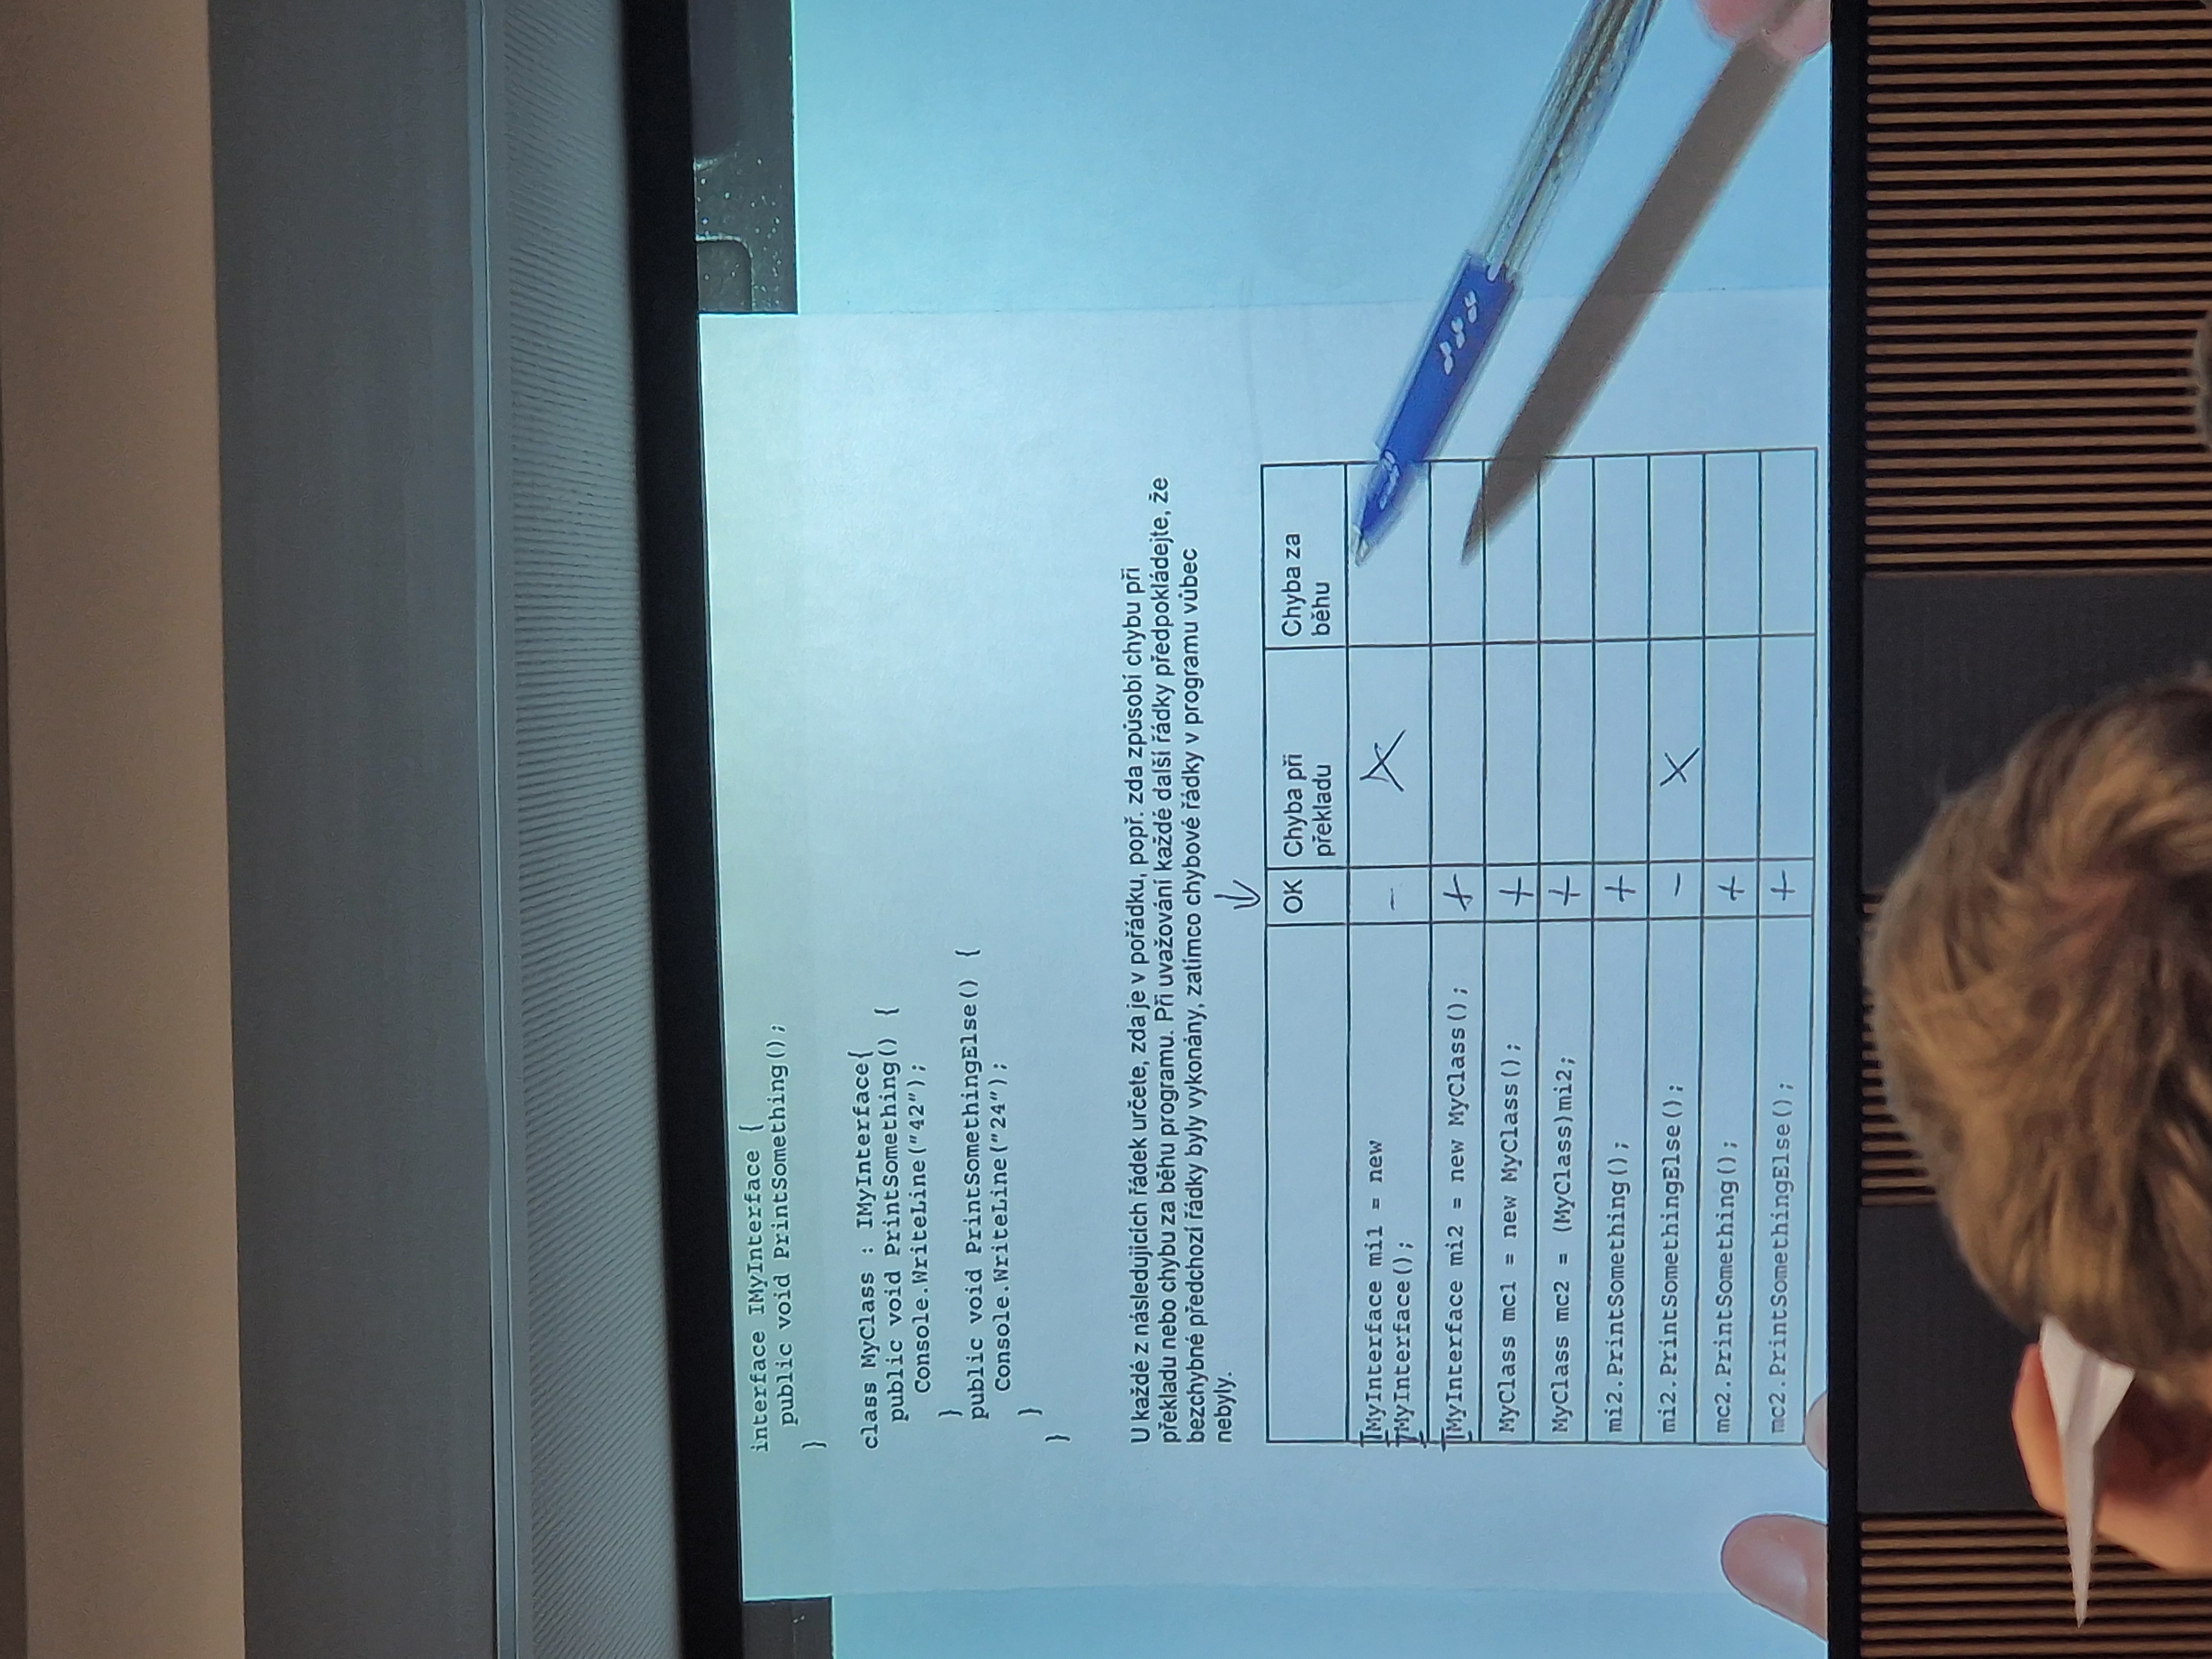 interface IMyInterface {
public void PrintSomething();
}
class MyClass : IMyInterface{
public void PrintSomething() {
Console.WriteLine("42");
}
public void PrintSomethingElse() {
Console.WriteLine("24");
}
}
U každé z následujících řádek určete, zda je v pořádku, popř. zda způsobí chybu při
překladu nebo chybu za běhu programu. Při uvažování každé další řádky předpokládejte, že
bezchybné předchozí řádky byly vykonány, zatímco chybové řádky v programu vůbec
nebyly.
↓
OK Chyba při Chyba za
překladu běhu
IMyInterface mi1 = new
IMyInterface(); - X
IMyInterface mi2 = new MyClass(); +
MyClass mc1 = new MyClass(); +
MyClass mc2 = (MyClass)mi2; +
mi2.PrintSomething(); +
mi2.PrintSomethingElse(); - X
mc2.PrintSomething(); +
mc2.PrintSomethingElse(); +